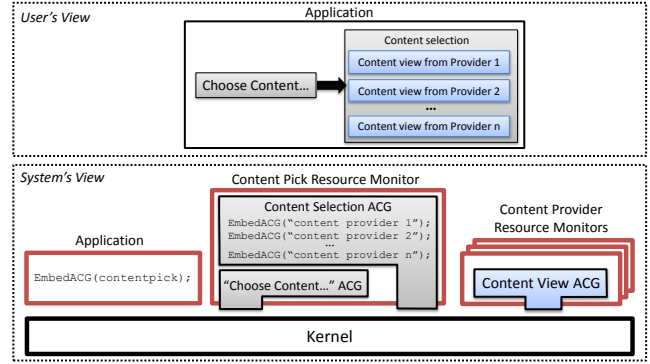 User's View
Application
Content selection
Content view from Provider 1
Choose Content...
Content view from Provider 2
...
Content view from Provider n
System's View
Content Pick Resource Monitor
Content Selection ACG
EmbedACG("content provider 1");
EmbedACG("content provider 2");
...
EmbedACG("content provider n");
Content Provider
Resource Monitors
Application
EmbedACG(contentpick);
"Choose Content..." ACG
Content View ACG
Kernel